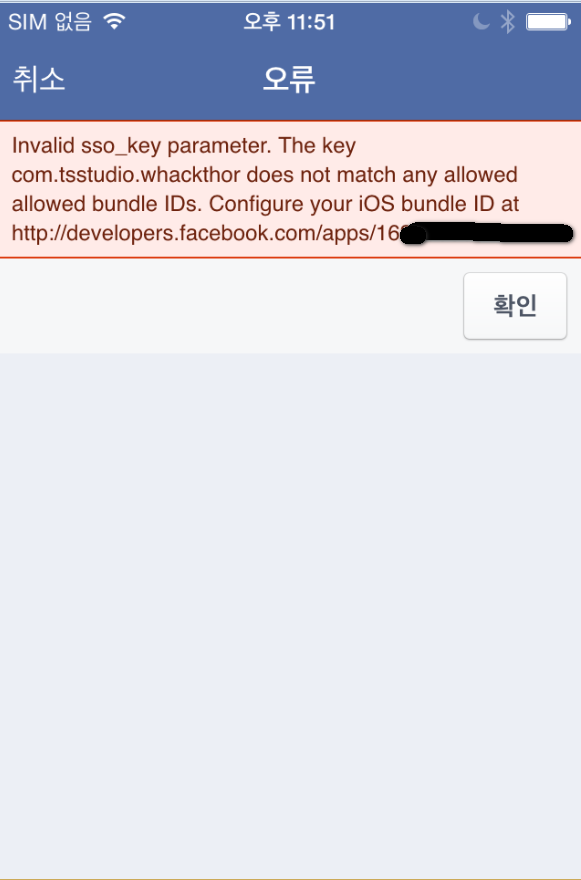 SIM 없음 오후 11:51
취소 오류
Invalid sso_key parameter. The key
com.tsstudio.whackthor does not match any allowed
allowed bundle IDs. Configure your iOS bundle ID at
http://developers.facebook.com/apps/16
확인